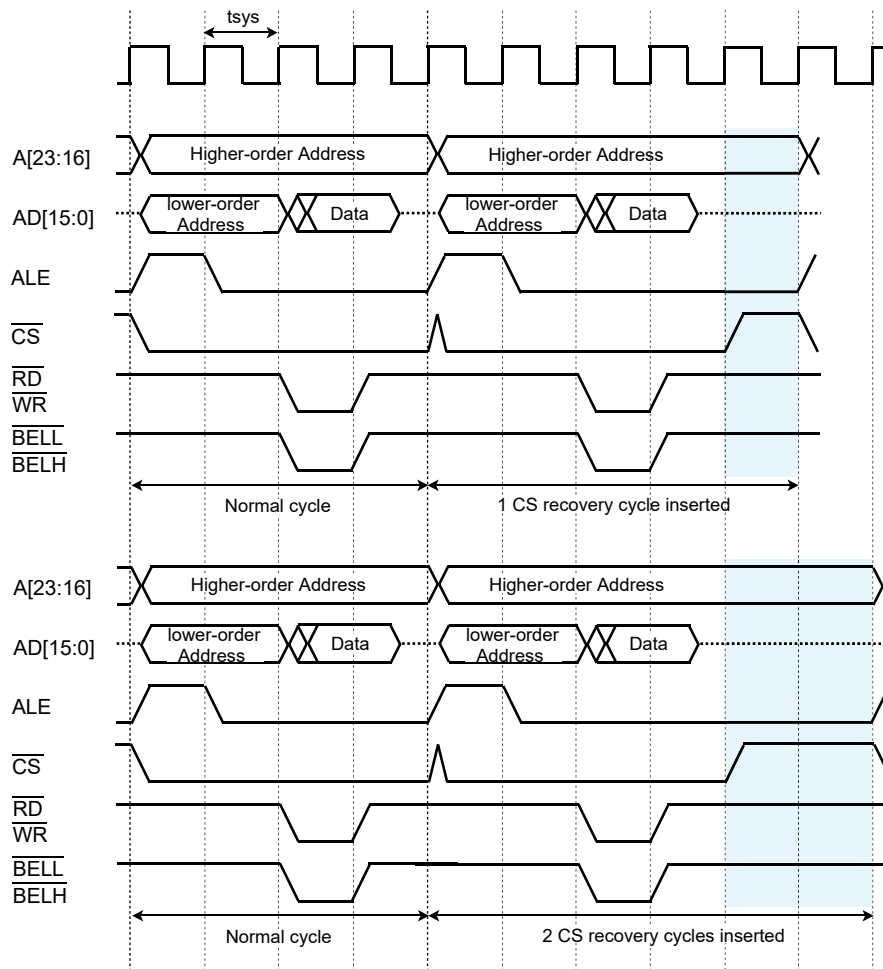 tsys
A[23:16]
Higher-order Address
Higher-order Address
AD[15:0]
lower-order
Address
Data
lower-order
Address
Data
ALE
CS
RD
WR
BELL
BELH
Normal cycle
1 CS recovery cycle inserted
A[23:16]
Higher-order Address
Higher-order Address
AD[15:0]
lower-order
Address
Data
lower-order
Address
Data
ALE
CS
RD
WR
BELL
BELH
Normal cycle
2 CS recovery cycles inserted